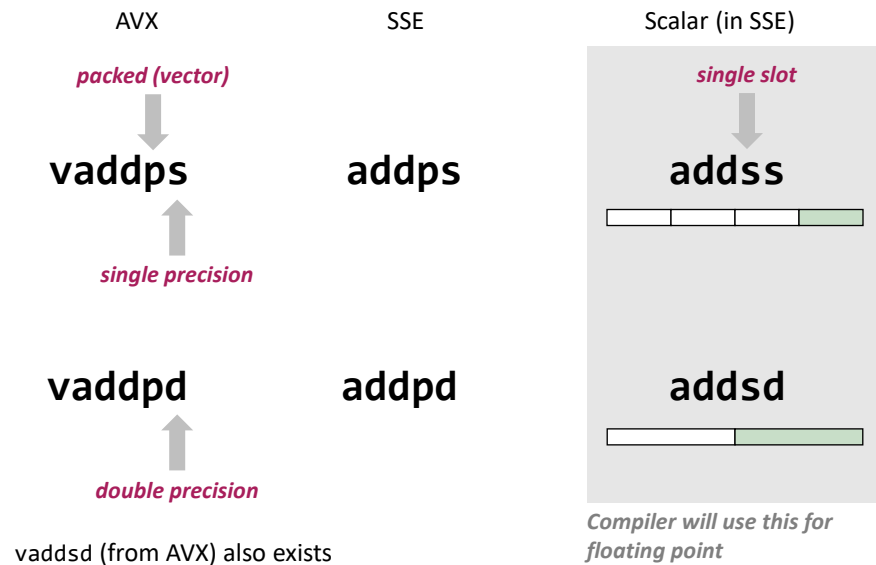 AVX SSE Scalar (in SSE)
packed (vector) single slot
vaddps addps addss
single precision
vaddpd addpd addsd
double precision
Compiler will use this for
floating point
vaddsd (from AVX) also exists